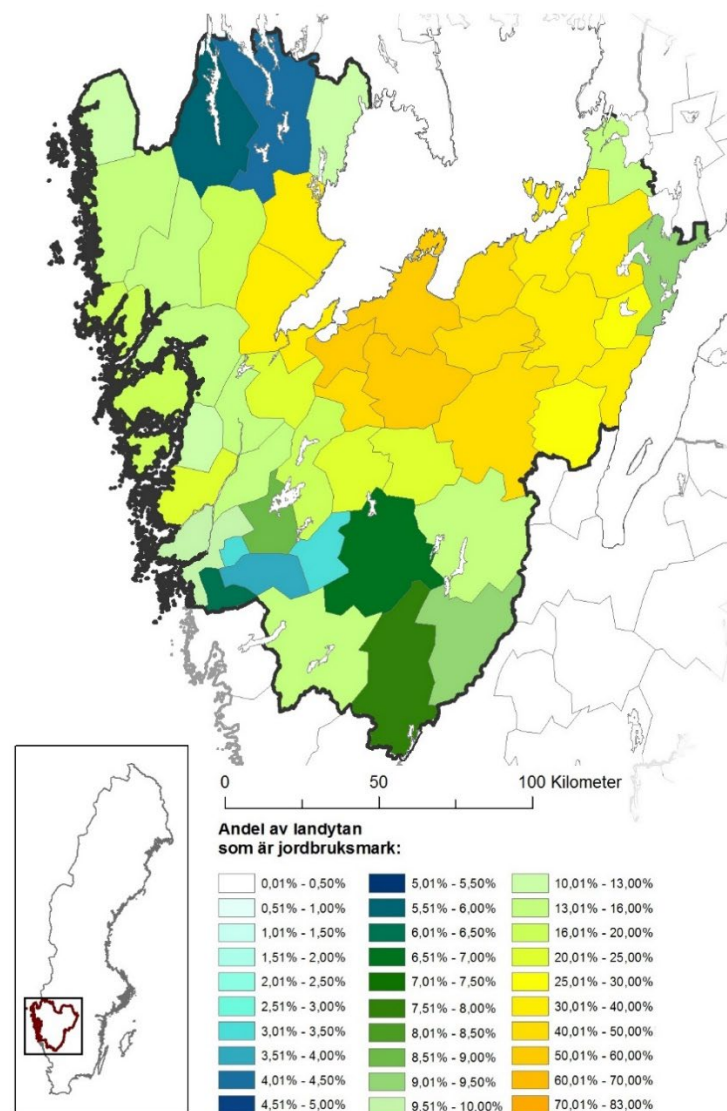 0 50 100 Kilometer
Andel av landytan
som är jordbruksmark:
0,01% - 0,50%
0,51% - 1,00%
1,01% - 1,50%
1,51% - 2,00%
2,01% - 2,50%
2,51% - 3,00%
3,01% - 3,50%
3,51% - 4,00%
4,01% - 4,50%
4,51% - 5,00%
5,01% - 5,50%
5,51% - 6,00%
6,01% - 6,50%
6,51% - 7,00%
7,01% - 7,50%
7,51% - 8,00%
8,01% - 8,50%
8,51% - 9,00%
9,01% - 9,50%
9,51% - 10,00%
10,01% - 13,00%
13,01% - 16,00%
16,01% - 20,00%
20,01% - 25,00%
25,01% - 30,00%
30,01% - 40,00%
40,01% - 50,00%
50,01% - 60,00%
60,01% - 70,00%
70,01% - 83,00%